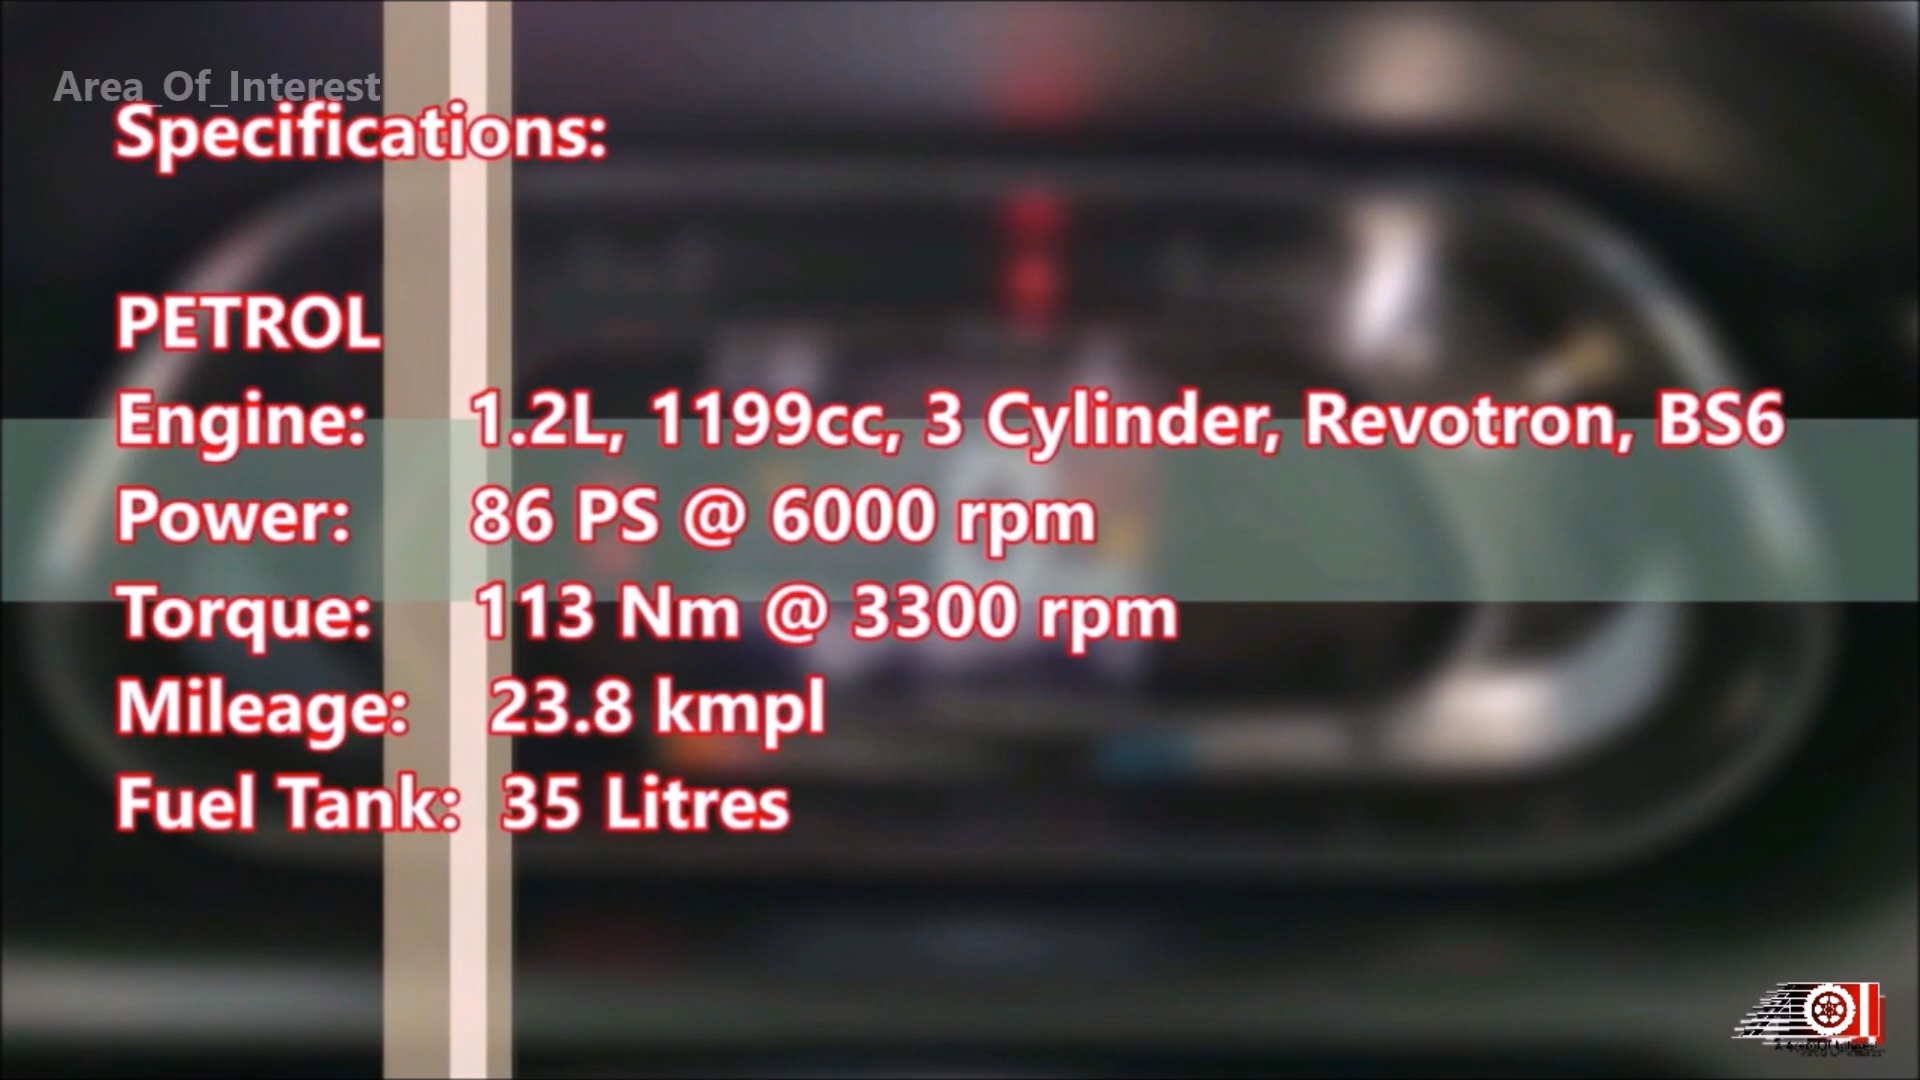 Area_Of_Interest
Specifications:
PETROL
Engine: 1.2L, 1199cc, 3 Cylinder, Revotron, BS6
Power: 86 PS @ 6000 rpm
Torque: 113 Nm @ 3300 rpm
Mileage: 23.8 kmpl
Fuel Tank: 35 Litres